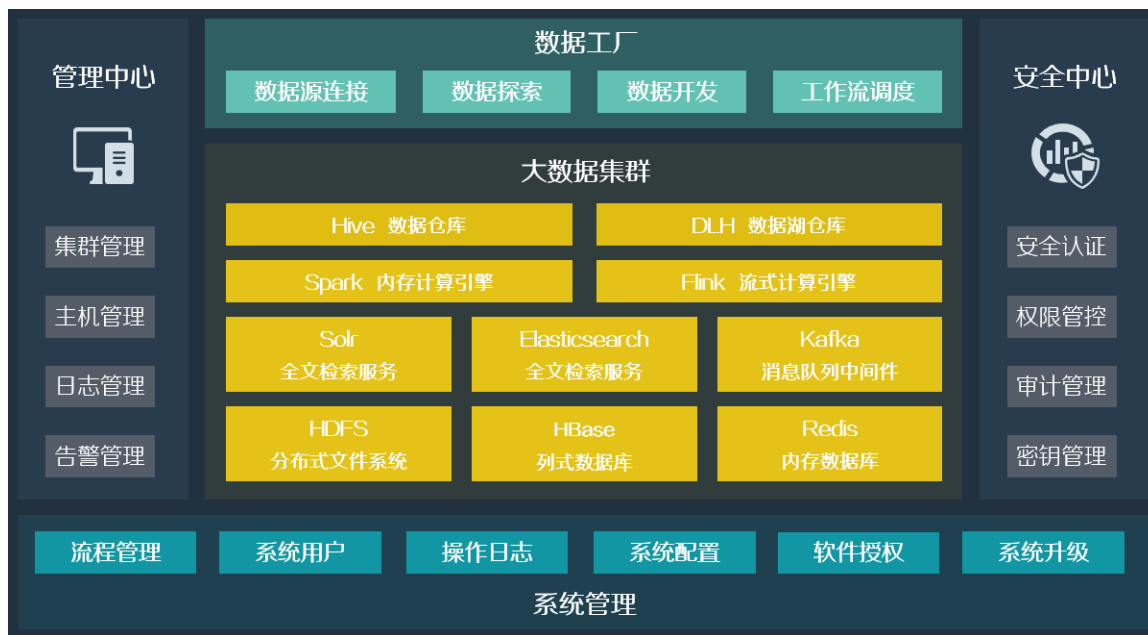 管理中心
集群管理
主机管理
日志管理
告警管理
数据工厂
数据源连接
数据探索
数据开发
工作流调度
大数据集群
Hive 数据仓库
DLH 数据湖仓库
Spark 内存计算引擎
Flink 流式计算引擎
Solr
全文检索服务
Elasticsearch
全文检索服务
Kafka
消息队列中间件
HDFS
分布式文件系统
HBase
列式数据库
Redis
内存数据库
安全中心
安全认证
权限管控
审计管理
密钥管理
流程管理
系统用户
操作日志
系统配置
软件授权
系统升级
系统管理